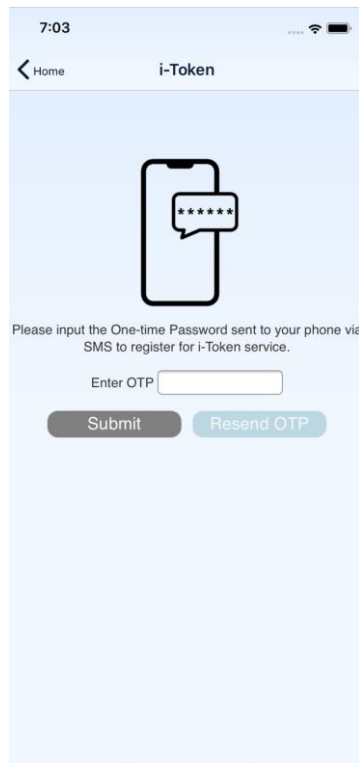 7:03
Home
i-Token
******
Please input the One-time Password sent to your phone via
SMS to register for i-Token service.
Enter OTP
Submit
Resend OTP